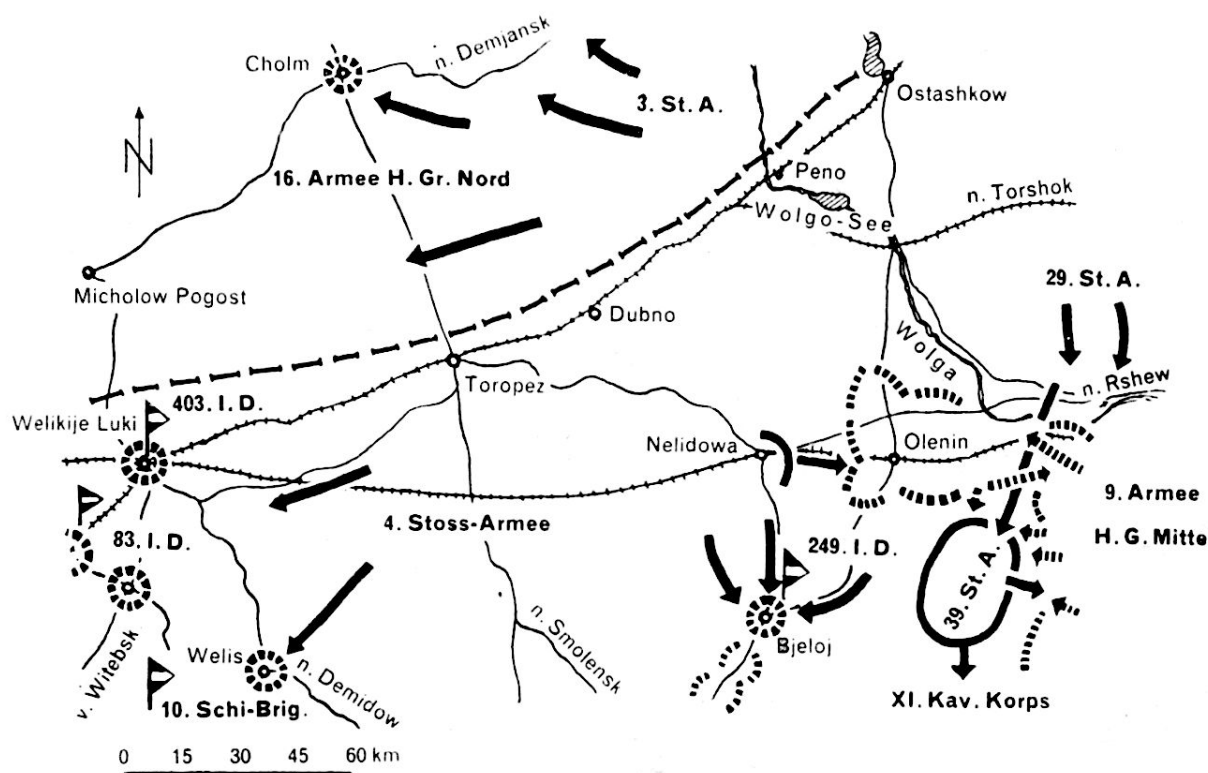 Cholm
n. Demjansk
3. St. A.
Ostashkow
N
16. Armee H. Gr. Nord
Peno
n. Torshok
Wolgo-See
Micholow Pogost
29. St. A.
Dubno
Wolga
n. Rshew
Toropez
403. I. D.
Welikije Luki
Nelidowa
Olenin
9. Armee
4. Stoss-Armee
H. G. Mitte
83. I. D.
249. I. D.
39. St. A.
n. Smolensk
Bjeloj
Welis
v. Witebsk
n. Demidow
XI. Kav. Korps
10. Schi-Brig.
0 15 30 45 60 km